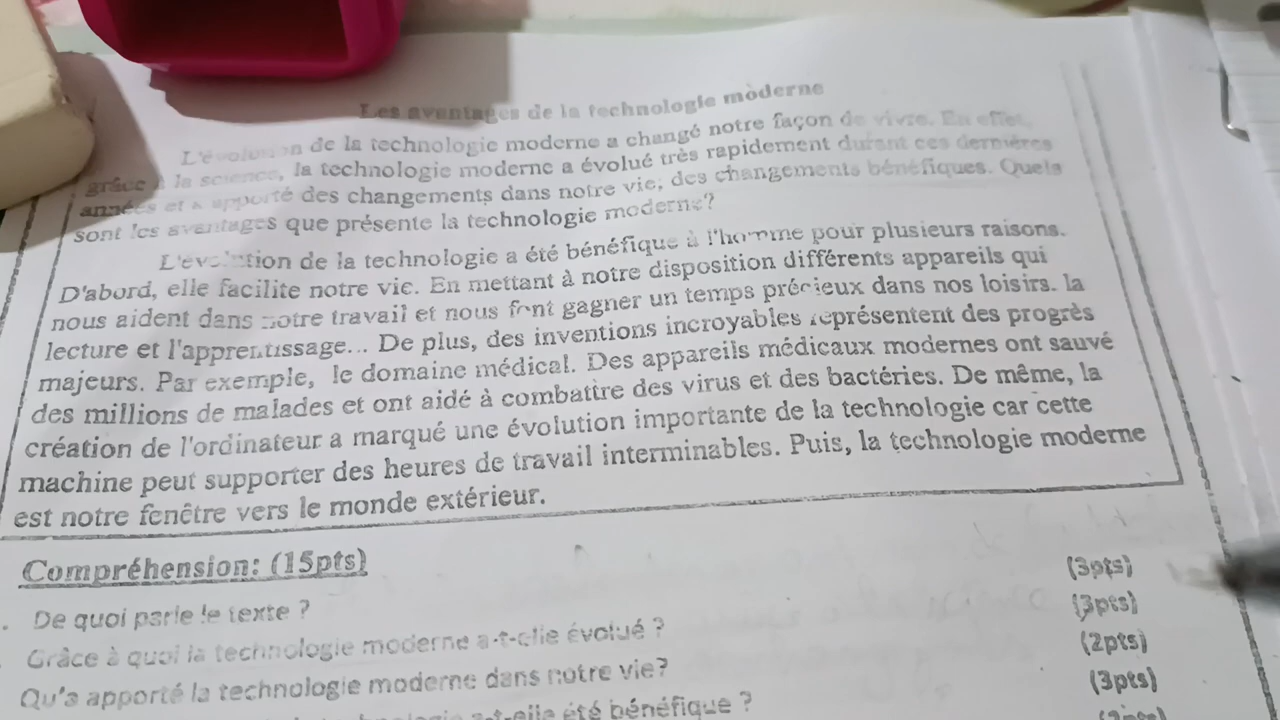 Les avantages de la technologie moderne
L'évolution de la technologie moderne a changé notre façon de vivre. En effet,
grâce à la science, la technologie moderne a évolué très rapidement durant ces dernières
années et a apporté des changements dans notre vie; des changements bénéfiques. Quels
sont les avantages que présente la technologie moderne?
L'évolution de la technologie a été bénéfique à l'homme pour plusieurs raisons.
D'abord, elle facilite notre vie. En mettant à notre disposition différents appareils qui
nous aident dans notre travail et nous font gagner un temps précieux dans nos loisirs. la
lecture et l'apprentissage... De plus, des inventions incroyables représentent des progrès
majeurs. Par exemple, le domaine médical. Des appareils médicaux modernes ont sauvé
des millions de malades et ont aidé à combattre des virus et des bactéries. De même, la
création de l'ordinateur a marqué une évolution importante de la technologie car cette
machine peut supporter des heures de travail interminables. Puis, la technologie moderne
est notre fenêtre vers le monde extérieur.
Compréhension: (15pts)
. De quoi parle le texte ? (3pts)
Grâce à quoi la technologie moderne a-t-elle évolué ? (3pts)
Qu'a apporté la technologie moderne dans notre vie? (2pts)
a-t-elle été bénéfique ? (3pts)